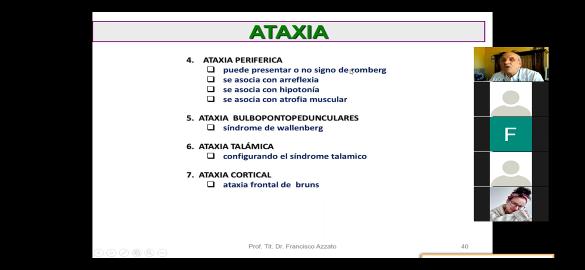 ATAXIA
4. ATAXIA PERIFERICA
puede presentar o no signo de romberg
se asocia con arreflexia
se asocia con hipotonía
se asocia con atrofia muscular
5. ATAXIA BULBOPONTOPEDUNCULARES
síndrome de wallenberg
6. ATAXIA TALÁMICA
configurando el síndrome talamico
7. ATAXIA CORTICAL
ataxia frontal de bruns
F
Prof. Tit. Dr. Francisco Azzato
40